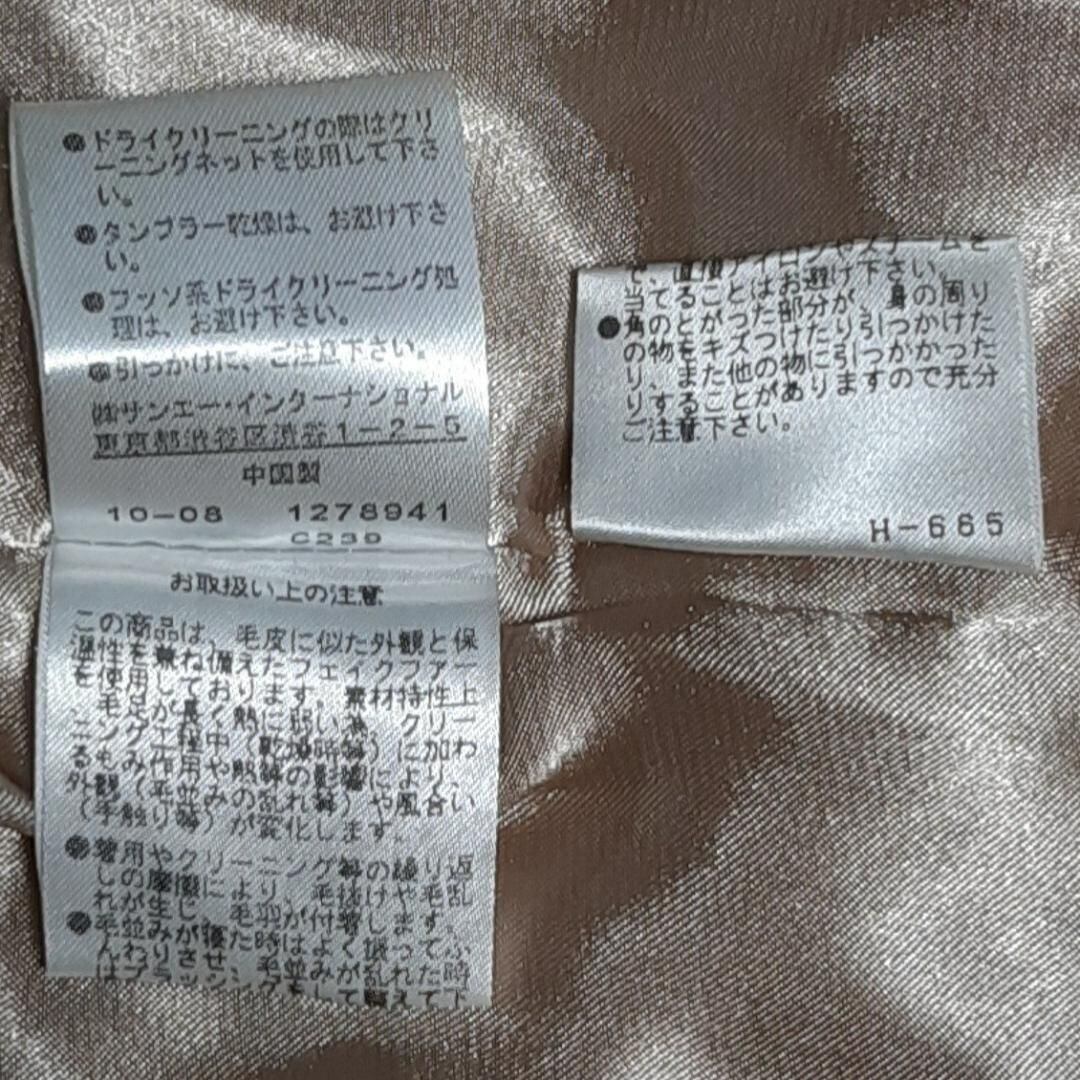 ●ドライクリーニングの際はクリ
ーニングネットを使用して下さ
い。
●タンブラー乾燥は、お避け下さ
い。
●フッソ系ドライクリーニング処
理は、お避け下さい。
●引っかけに、ご注意下さい。
㈱サンエー・インターナショナル
東京都渋谷区渋谷1-2-5
中国製
10-08 1278941
C239
お取扱い上の注意
この商品は、毛皮に似た外観と保
温性を兼ね備えたフェイクファー
を使用しております。素材特性上
毛足が長く熱に弱い為、クリー
ニング工程中(乾燥時等)に加わ
るもみ作用や熱等の影響により、
外観(毛並みの乱れ等)や風合い
(手触り等)が変化します。
●着用やクリーニング等の繰り返
しの摩擦により、毛抜けや毛乱
れが生じ、毛羽が付着します。
●毛並みが寝た時はよく振ってふ
んわりさせ、毛並みが乱れた時
はブラッシングをして整えて下
で、直接アイロンやスチームを
当てることはお避け下さい。
●角のとがった部分が、身の周り
の物、モキズつけたり、引っかけた
り、また他の物に引っかかった
りすることがありますので充分
ご注意下さい。
H-665